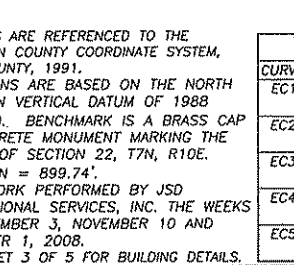 ARE REFERENCED TO THE
COUNTY COORDINATE SYSTEM,
UNTY, 1991.
NS ARE BASED ON THE NORTH
N VERTICAL DATUM OF 1988
). BENCHMARK IS A BRASS CAP
RETE MONUMENT MARKING THE
OF SECTION 22, T7N, R10E.
N = 899.74'.
ORK PERFORMED BY JSD
IONAL SERVICES, INC. THE WEEKS
MBER 3, NOVEMBER 10 AND
R 1, 2008.
ET 3 OF 5 FOR BUILDING DETAILS.
CURV
EC1
EC2
EC3
EC4
EC5